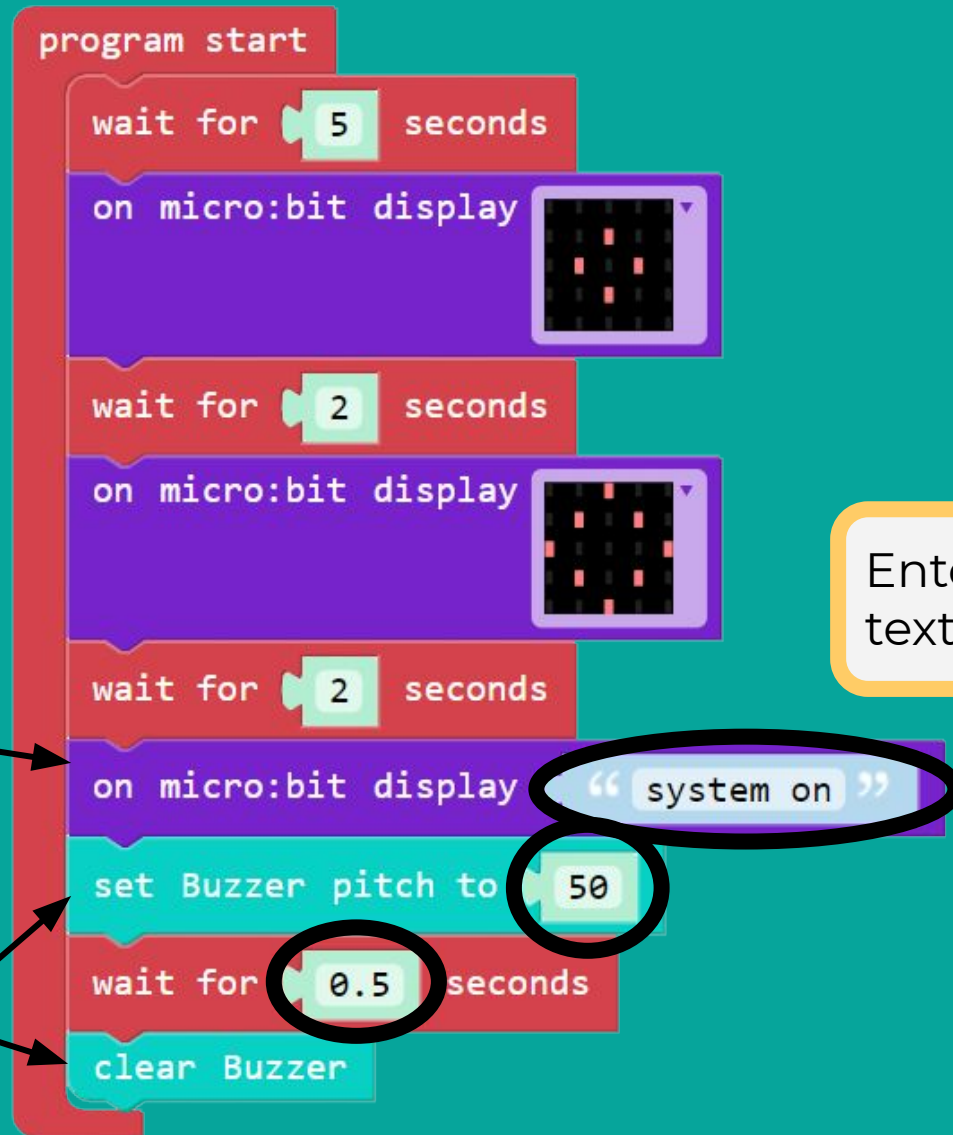 program start
wait for 5 seconds
on micro:bit display
wait for 2 seconds
on micro:bit display
wait for 2 seconds
on micro:bit display “ system on ”
set Buzzer pitch to 50
wait for 0.5 seconds
clear Buzzer
text